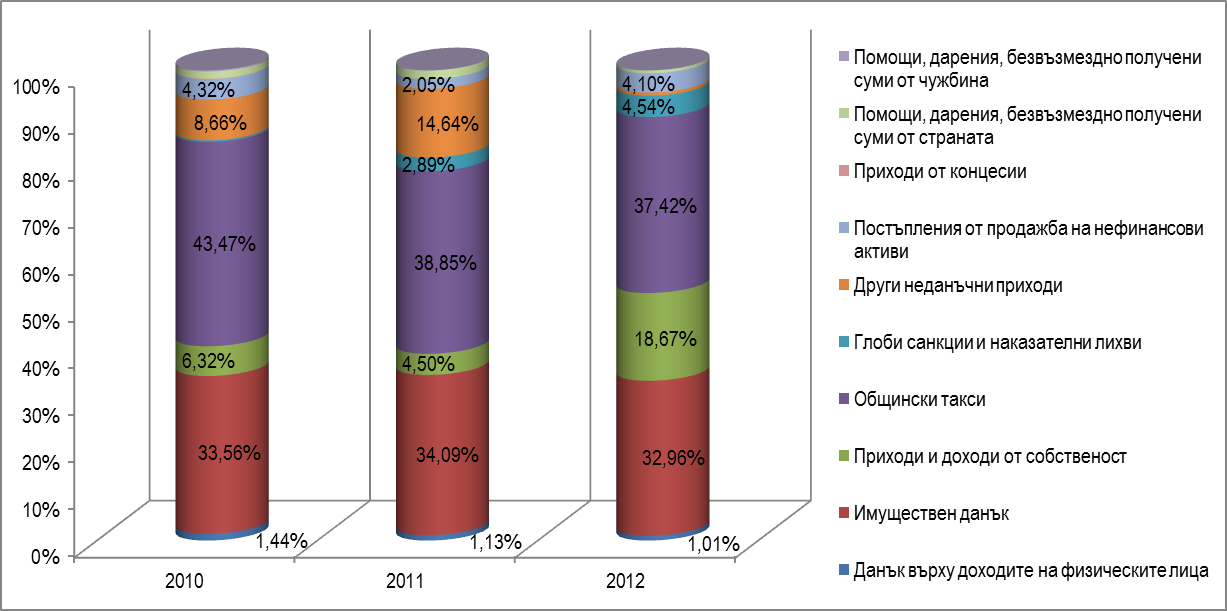 100%
90%
80%
70%
60%
50%
40%
30%
20%
10%
0%
4,32%
8,66%
43,47%
6,32%
33,56%
1,44%
2,05%
14,64%
2,89%
38,85%
4,50%
34,09%
1,13%
4,10%
4,54%
37,42%
18,67%
32,96%
1,01%
2010
2011
2012
Помощи, дарения, безвъзмездно получени
суми от чужбина
Помощи, дарения, безвъзмездно получени
суми от страната
Приходи от концесии
Постъпления от продажба на нефинансови
активи
Други неданъчни приходи
Глоби санкции и наказателни лихви
Общински такси
Приходи и доходи от собственост
Имуществен данък
Данък върху доходите на физическите лица